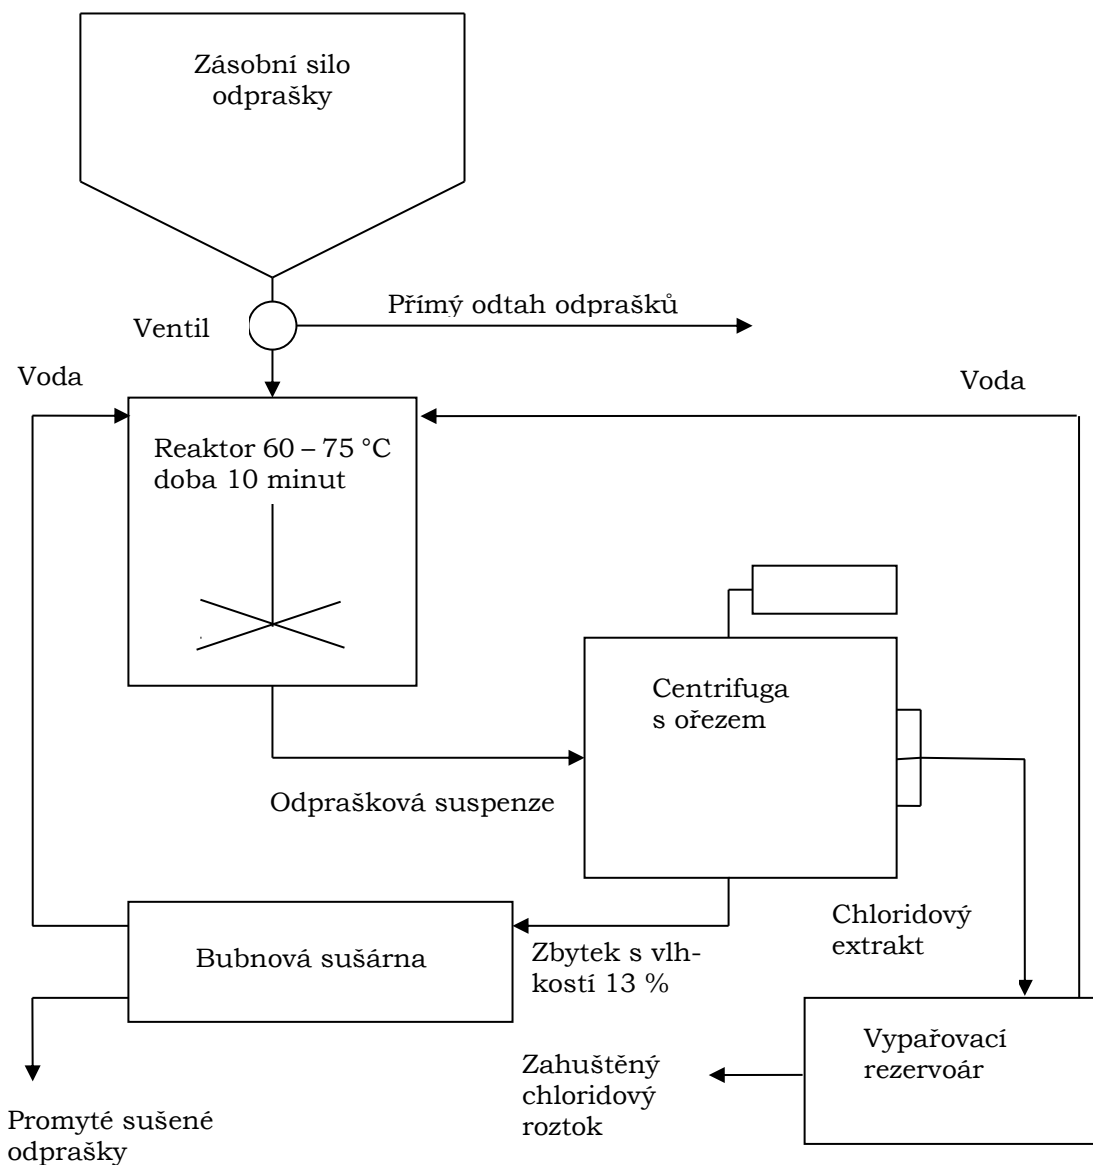 Zásobní silo
odprašky
Přímý odtah odprašků
Ventil
Voda
Voda
Reaktor 60 – 75 °C
doba 10 minut
Centrifuga
s ořezem
Odprašková suspenze
Chloridový
extrakt
Bubnová sušárna
Zbytek s vlh-
kostí 13 %
Vypařovací
rezervoár
Zahuštěný
chloridový
roztok
Promyté sušené
odprašky